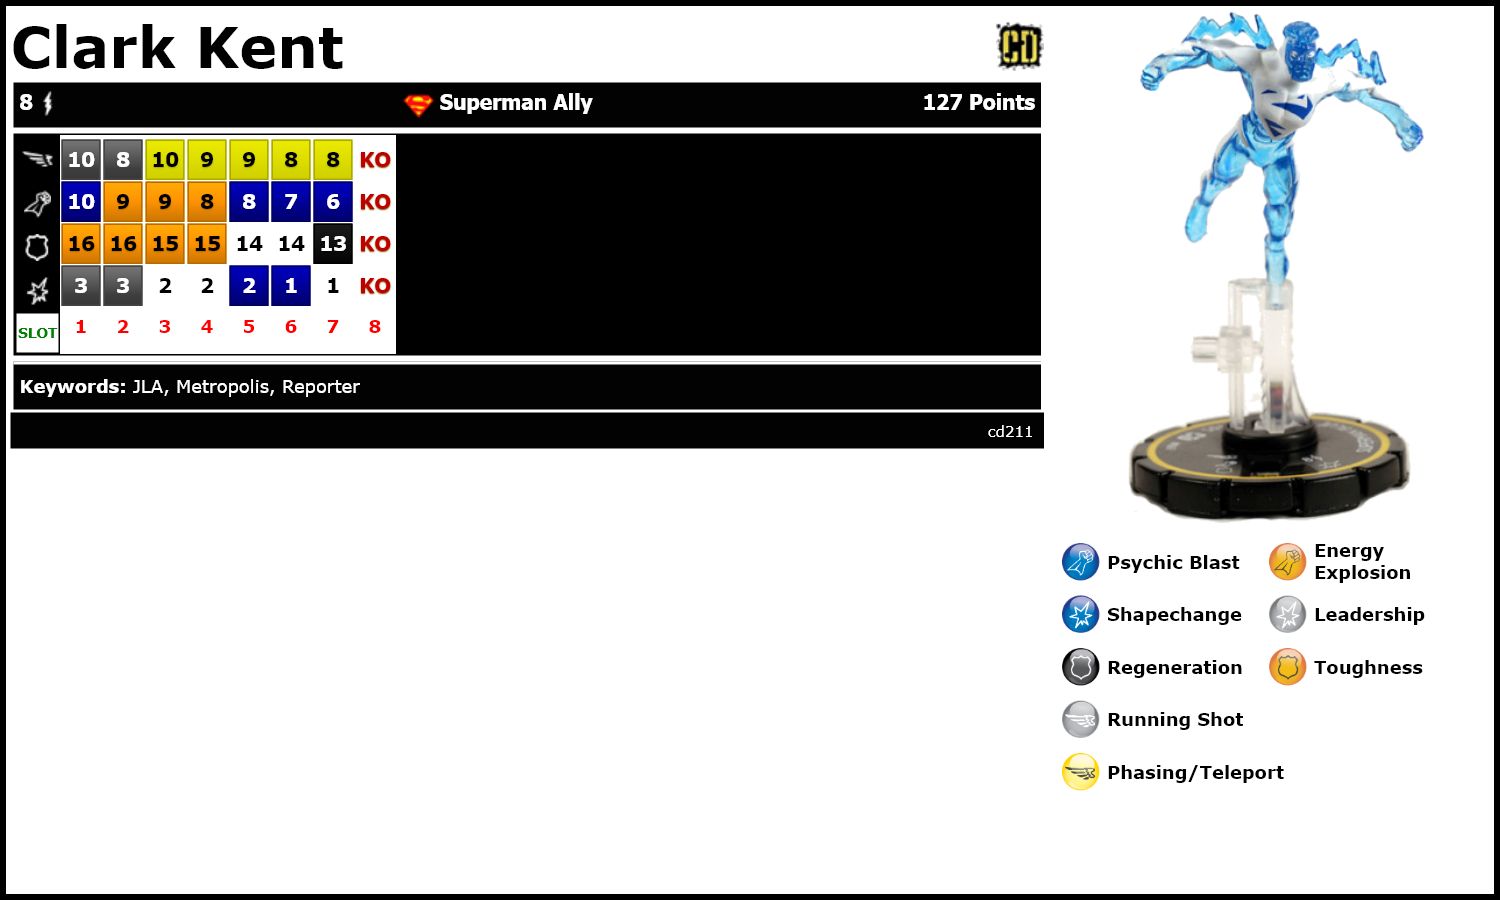 Clark Kent
CD
8 Superman Ally 127 Points
10 8 10 9 9 8 8 KO
10 9 9 8 8 7 6 KO
16 16 15 15 14 14 13 KO
3 3 2 2 2 1 1 KO
SLOT 1 2 3 4 5 6 7 8
Keywords: JLA, Metropolis, Reporter
cd211
Psychic Blast
Energy
Explosion
Shapechange
Leadership
Regeneration
Toughness
Running Shot
Phasing/Teleport